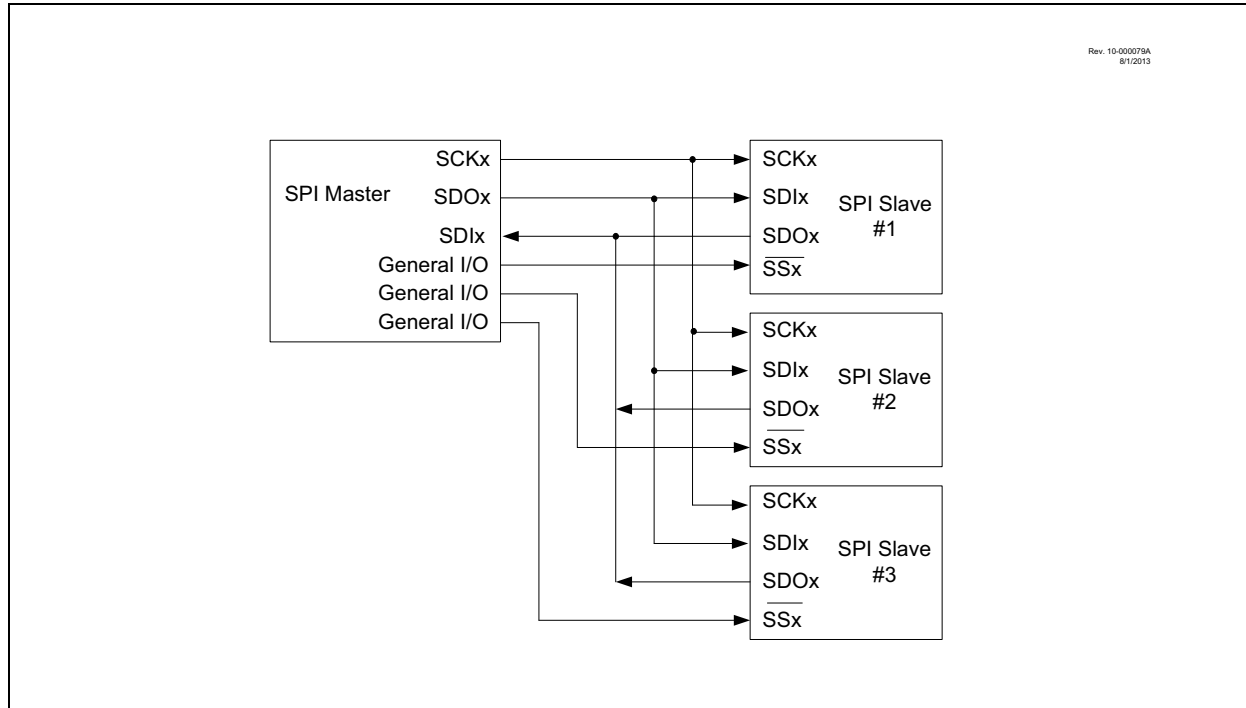 Rev. 10-000079A
8/1/2013
SPI Master
SCKx
SDOx
SDIx
General I/O
General I/O
General I/O
SCKx
SDIx
SDOx
SSx
SPI Slave
#1
SCKx
SDIx
SDOx
SSx
SPI Slave
#2
SCKx
SDIx
SDOx
SSx
SPI Slave
#3